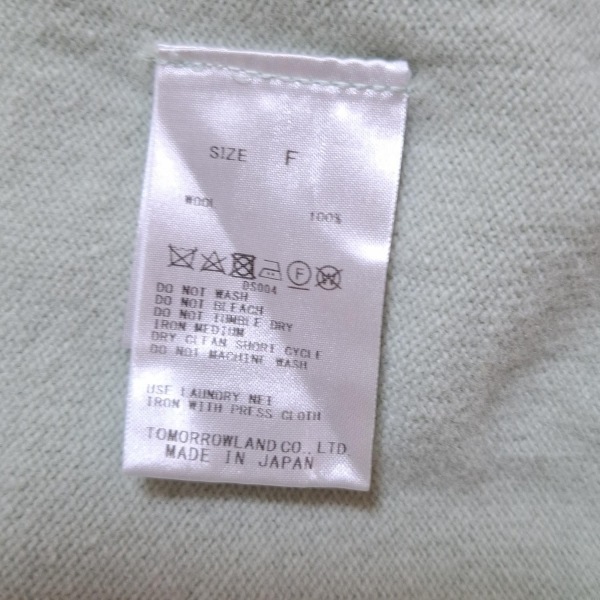 SIZE F
WOOL 100%
F W
DS004
DO NOT WASH
DO NOT BLEACH
DO NOT TUMBLE DRY
IRON MEDIUM
DRY CLEAN SHORT CYCLE
DO NOT MACHINE WASH
USE LAUNDRY NET
IRON WITH PRESS CLOTH
TOMORROWLAND CO., LTD.
MADE IN JAPAN